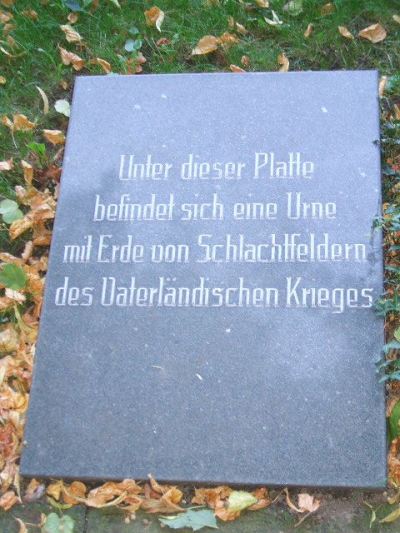 Unter dieser Platte
befindet sich eine Urne
mit Erde von Schlachtfeldern
des Vaterländischen Krieges